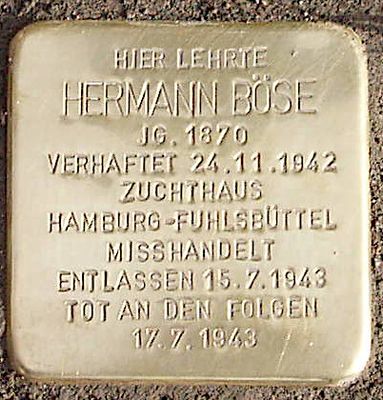 HIER LEHRTE
HERMANN BÖSE
JG. 1870
VERHAFTET 24.11.1942
ZUCHTHAUS
HAMBURG-FUHLSBÜTTEL
MISSHANDELT
ENTLASSEN 15.7.1943
TOT AN DEN FOLGEN
17.7.1943